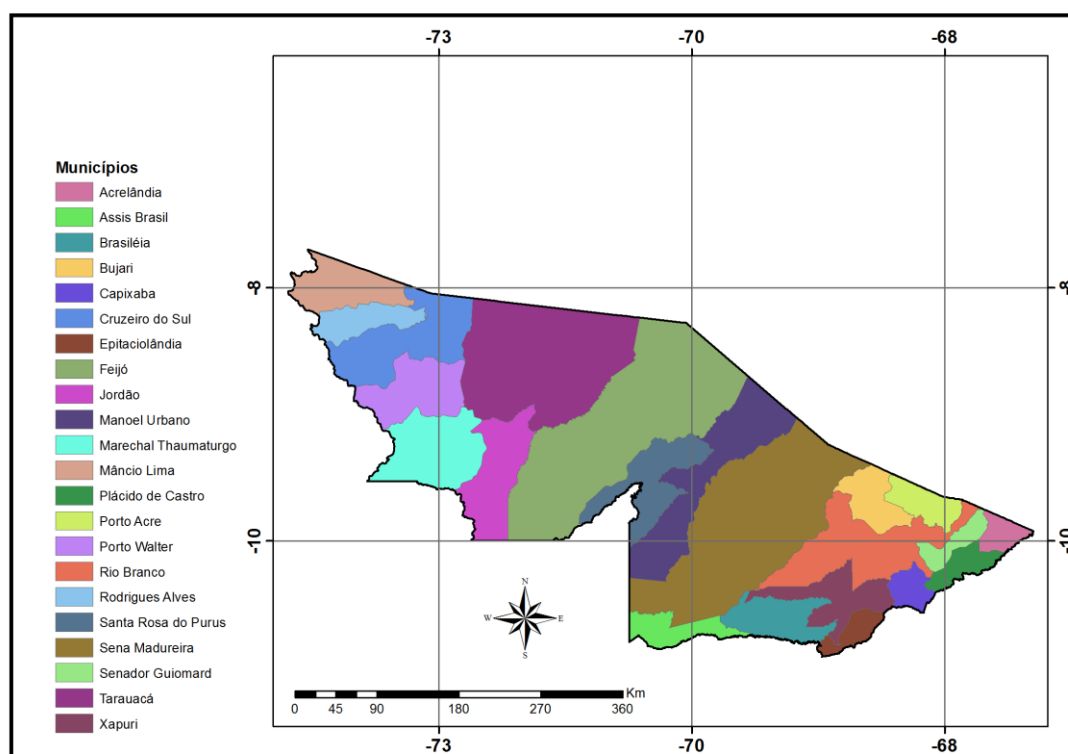 -73 -70 -68
Municípios
Acrelândia
Assis Brasil
Brasiléia
Bujari
Capixaba
Cruzeiro do Sul
Epitaciolândia
Feijó
Jordão
Manoel Urbano
Marechal Thaumaturgo
Mâncio Lima
Plácido de Castro
Porto Acre
Porto Walter
Rio Branco
Rodrigues Alves
Santa Rosa do Purus
Sena Madureira
Senador Guiomard
Tarauacá
Xapuri
-8 -8
-10 -10
N
W E
S
Km
0 45 90 180 270 360
-73 -70 -68